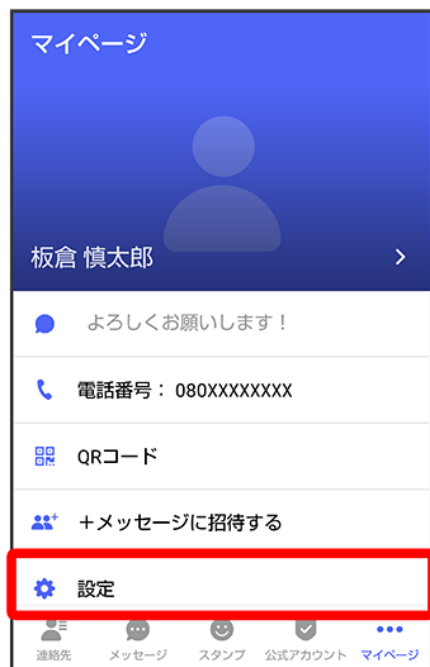 マイページ
板倉 慎太郎
よろしくお願いします！
電話番号： 080XXXXXXXX
QRコード
＋メッセージに招待する
設定
連絡先 メッセージ スタンプ 公式アカウント マイページ